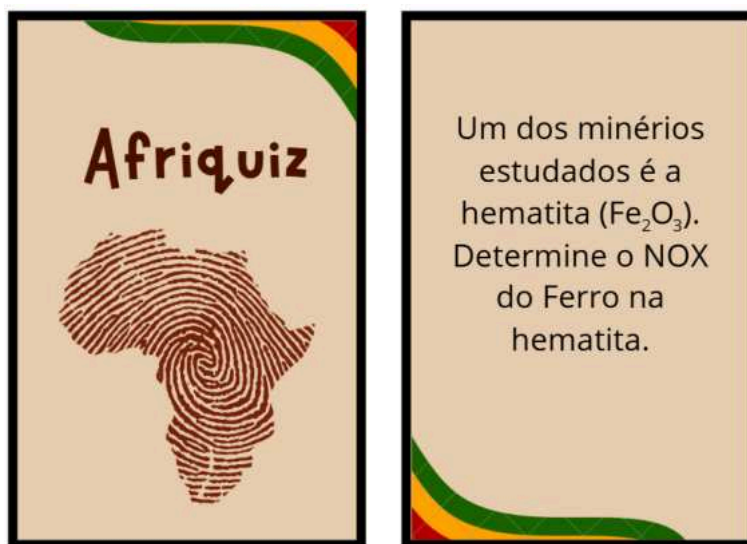 Afriquiz
Um dos minérios
estudados é a
hematita (Fe₂O₃).
Determine o NOX
do Ferro na
hematita.